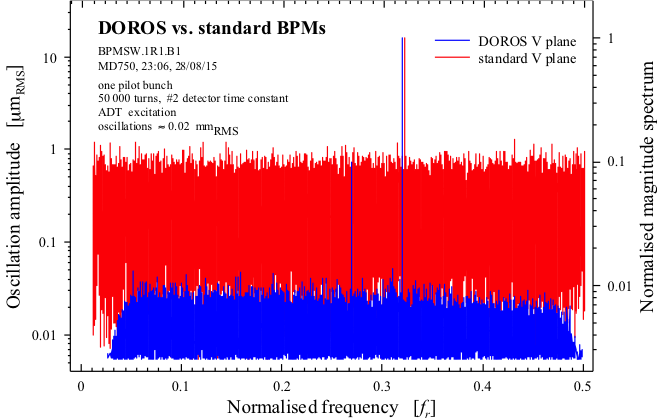 DOROS vs. standard BPMs
BPMSW.1R1.B1
MD750, 23:06, 28/08/15
one pilot bunch
50 000 turns, #2 detector time constant
ADT excitation
oscillations ≈ 0.02 mmRMS
DOROS V plane
standard V plane
Oscillation amplitude [μmRMS]
10
1
0.1
0.01
Normalised magnitude spectrum
1
0.1
0.01
0
0.1
0.2
0.3
0.4
0.5
Normalised frequency [fr]